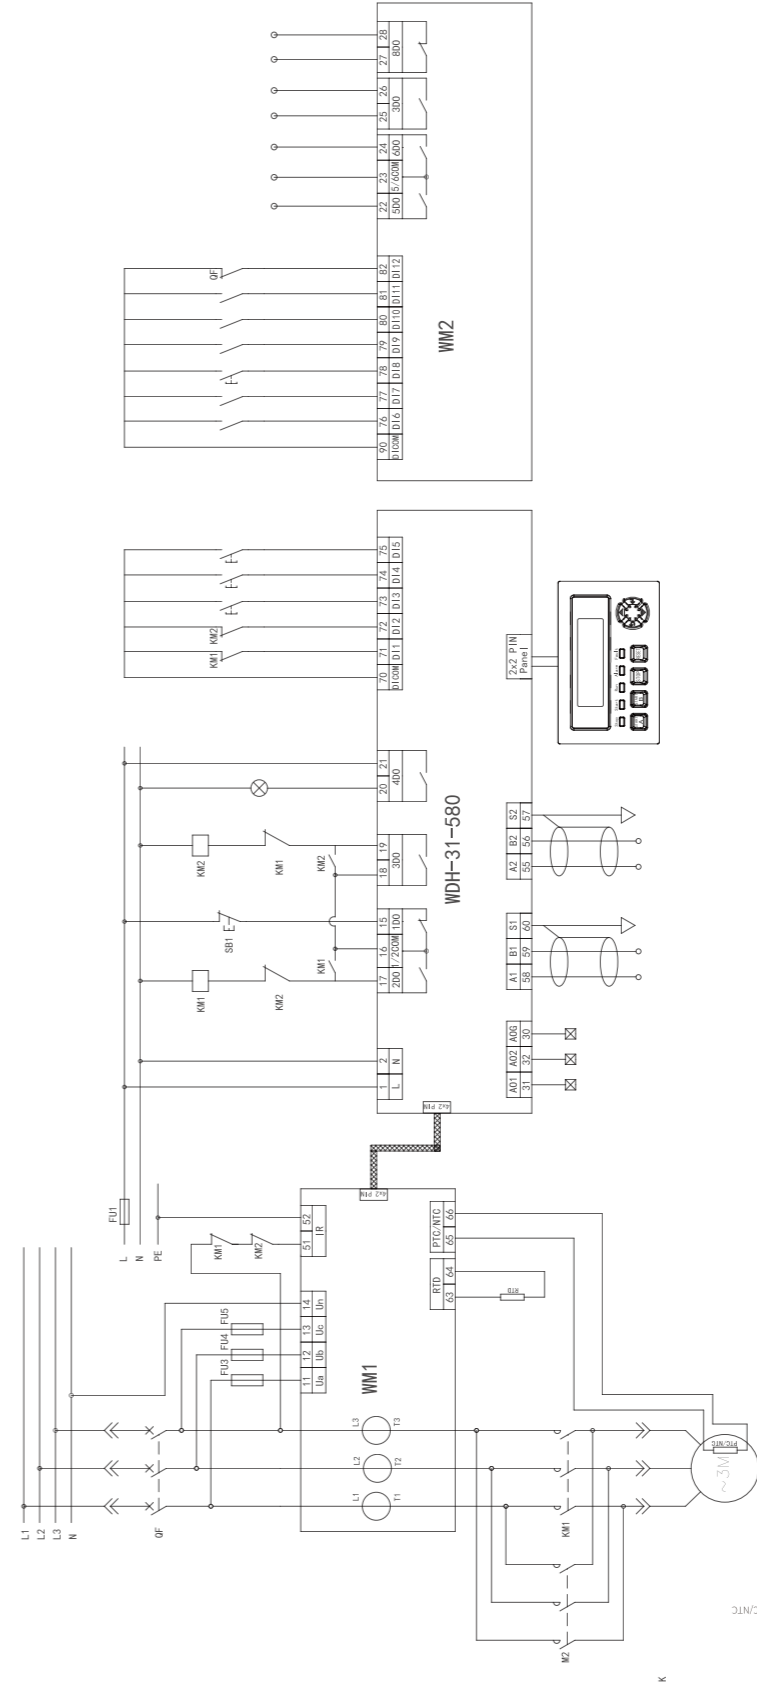 28
8DO
27
26
3DO
25
24
6DO
23
5/6COM
22
5DO
QF
82
DI12
81
DI11
80
DI10
79
DI9
78
DI8
77
DI7
76
DI6
90
DICOM
WM2
75
DI5
74
DI4
73
DI3
KM2
72
DI2
KM1
71
DI1
70
DICOM
2x2 PIN
Panel
21
4DO
20
KM2
KM1
KM2
19
3DO
18
SB1
15
1DO
16
1/2COM
17
2DO
KM1
KM2
KM1
WDH-31-580
S2
57
B2
56
A2
55
S1
60
B1
59
A1
58
AOG
30
AO2
32
AO1
31
2
N
1
L
4x2 PIN
4x2 PIN
FU1
L
N
PE
KM1
KM2
52
IR
51
PTC/NTC
66
65
RTD
64
63
RTD
FU5
FU4
FU3
14
Un
13
Uc
12
Ub
11
Ua
WM1
L3
T3
L2
T2
L1
T1
L1
L2
L3
N
QF
KM1
M2
PTC/NTC
~3M
C/NTC
K